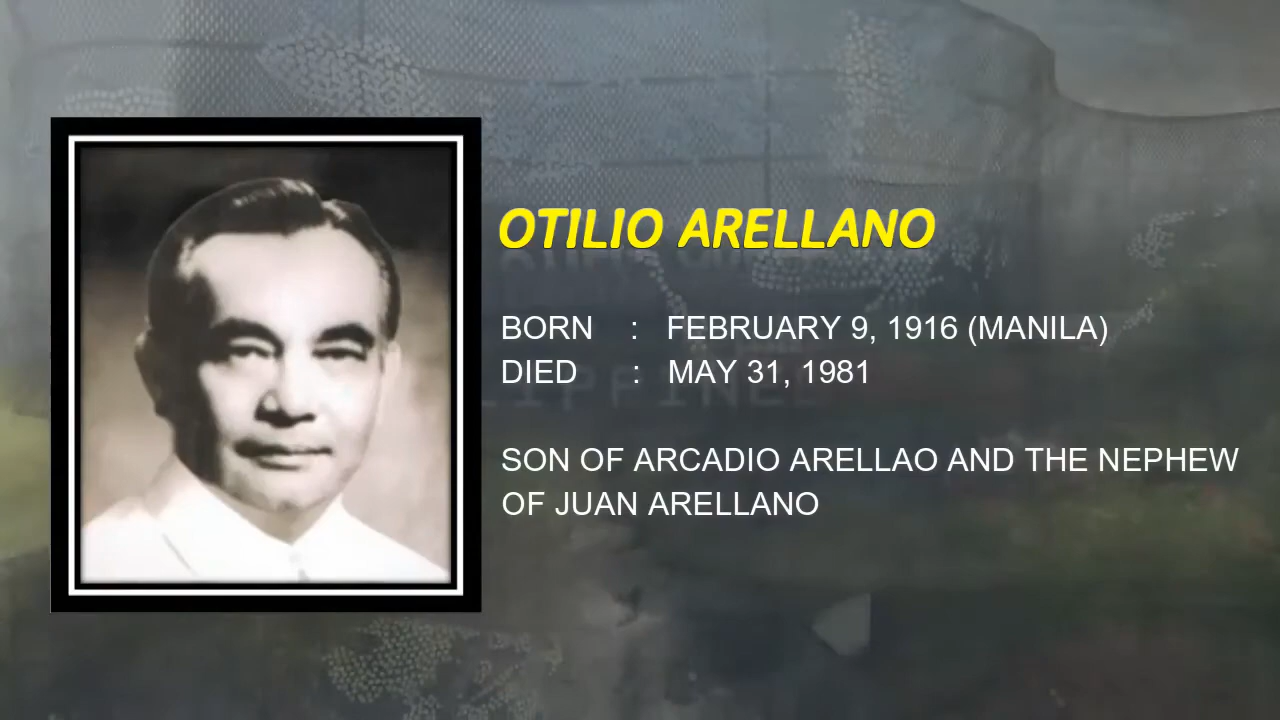 OTILIO ARELLANO
BORN : FEBRUARY 9, 1916 (MANILA)
DIED : MAY 31, 1981
SON OF ARCADIO ARELLAO AND THE NEPHEW
OF JUAN ARELLANO